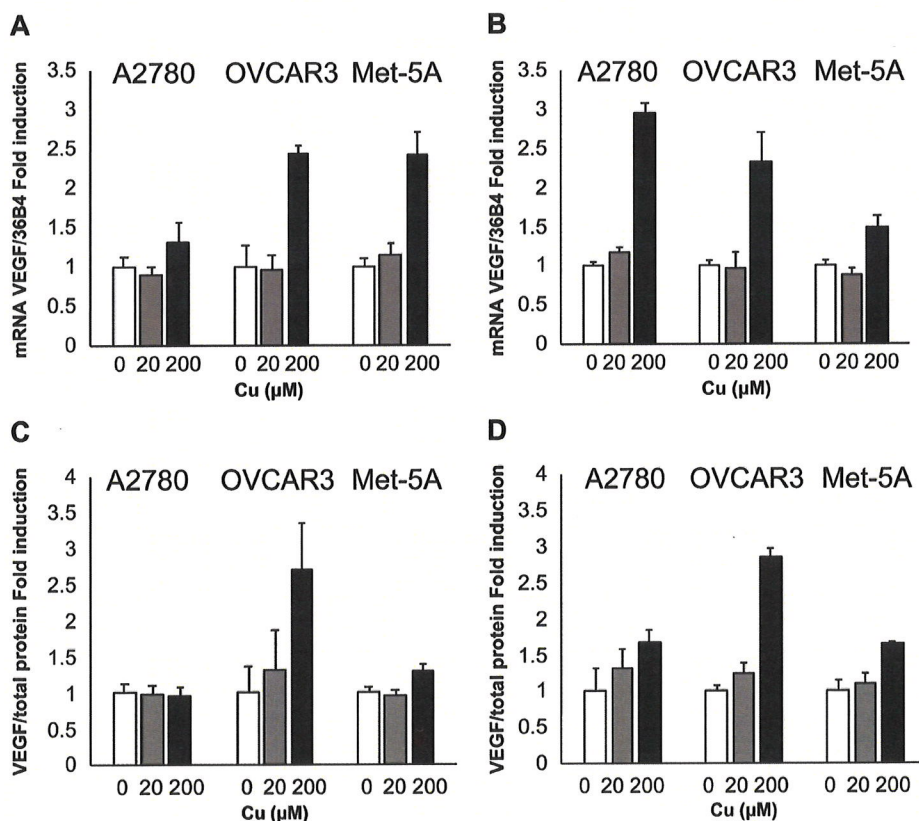 A
mRNA VEGF/36B4 Fold induction
A2780 OVCAR3 Met-5A
3.5
3
2.5
2
1.5
1
0.5
0
0 20 200 0 20 200 0 20 200
Cu (µM)
B
mRNA VEGF/36B4 Fold induction
A2780 OVCAR3 Met-5A
3.5
3
2.5
2
1.5
1
0.5
0
0 20 200 0 20 200 0 20 200
Cu (µM)
C
VEGF/total protein Fold induction
A2780 OVCAR3 Met-5A
4
3.5
3
2.5
2
1.5
1
0.5
0
0 20 200 0 20 200 0 20 200
Cu (µM)
D
VEGF/total protein Fold induction
A2780 OVCAR3 Met-5A
4
3.5
3
2.5
2
1.5
1
0.5
0
0 20 200 0 20 200 0 20 200
Cu (µM)